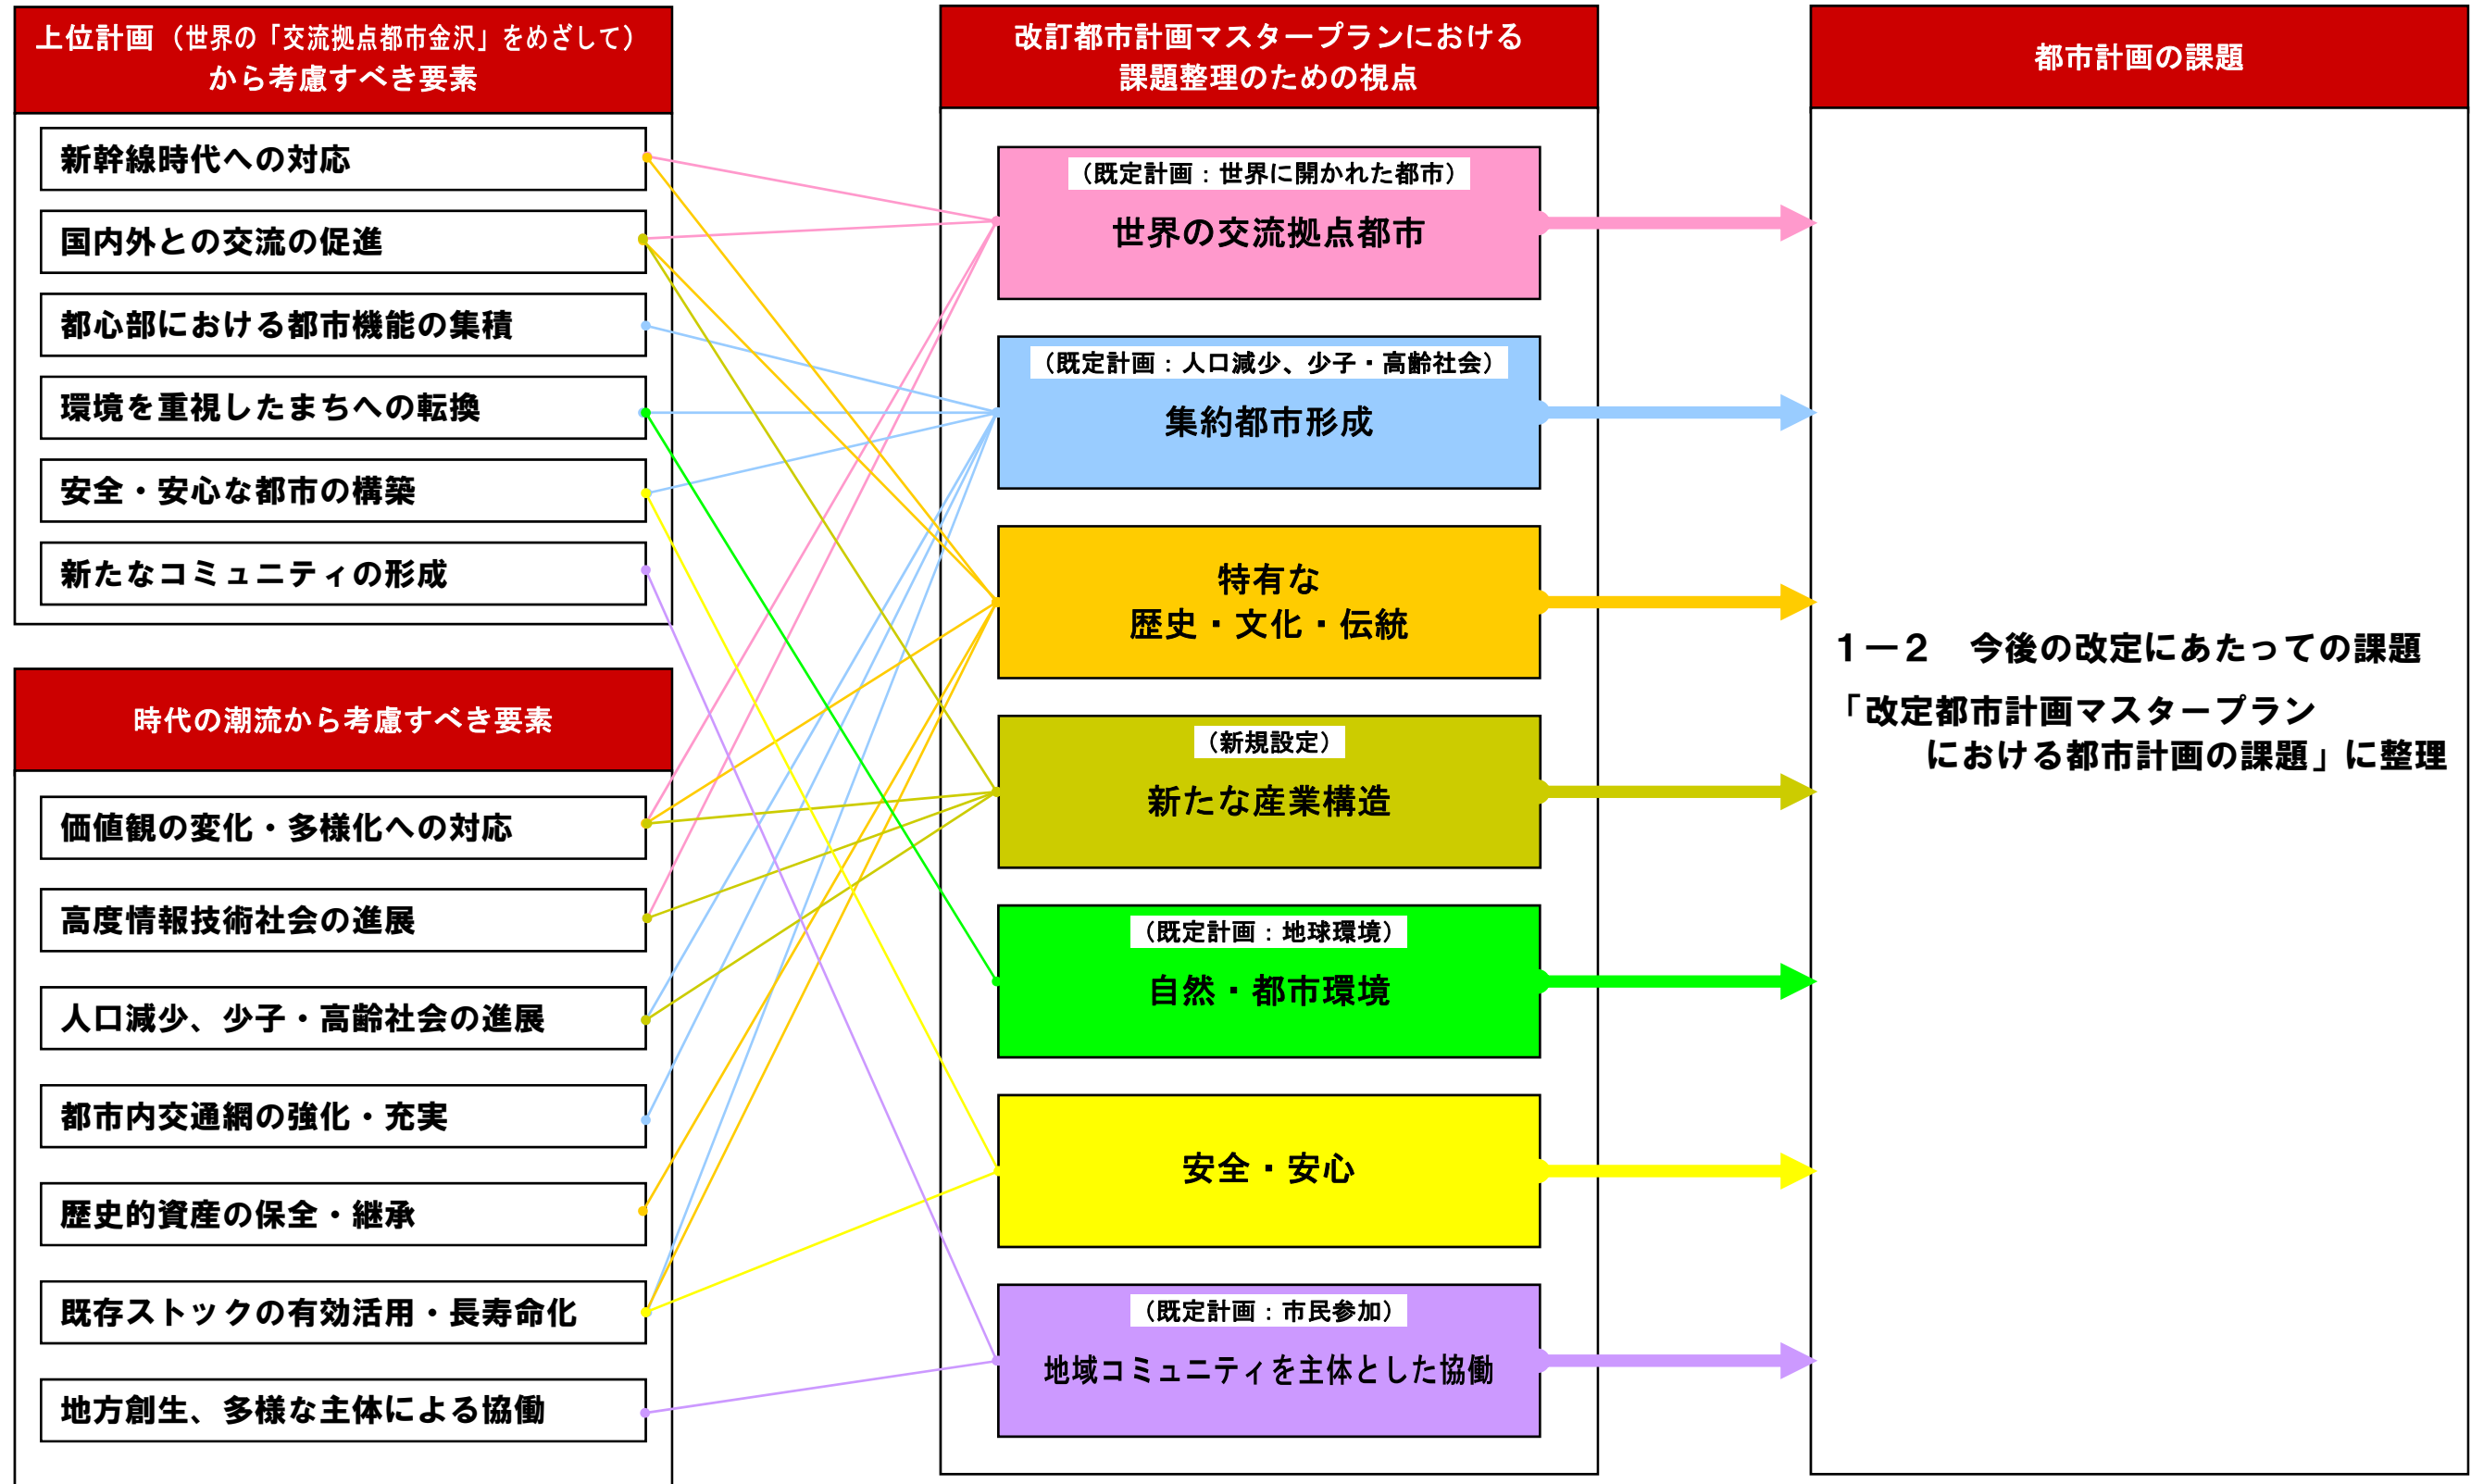 上位計画（世界の「交流拠点都市金沢」をめざして）
から考慮すべき要素
新幹線時代への対応
国内外との交流の促進
都心部における都市機能の集積
環境を重視したまちへの転換
安全・安心な都市の構築
新たなコミュニティの形成
時代の潮流から考慮すべき要素
価値観の変化・多様化への対応
高度情報技術社会の進展
人口減少、少子・高齢社会の進展
都市内交通網の強化・充実
歴史的資産の保全・継承
既存ストックの有効活用・長寿命化
地方創生、多様な主体による協働
改訂都市計画マスタープランにおける
課題整理のための視点
（既定計画：世界に開かれた都市）
世界の交流拠点都市
（既定計画：人口減少、少子・高齢社会）
集約都市形成
特有な
歴史・文化・伝統
（新規設定）
新たな産業構造
（既定計画：地球環境）
自然・都市環境
安全・安心
（既定計画：市民参加）
地域コミュニティを主体とした協働
都市計画の課題
１－２　今後の改定にあたっての課題
「改定都市計画マスタープラン
における都市計画の課題」に整理